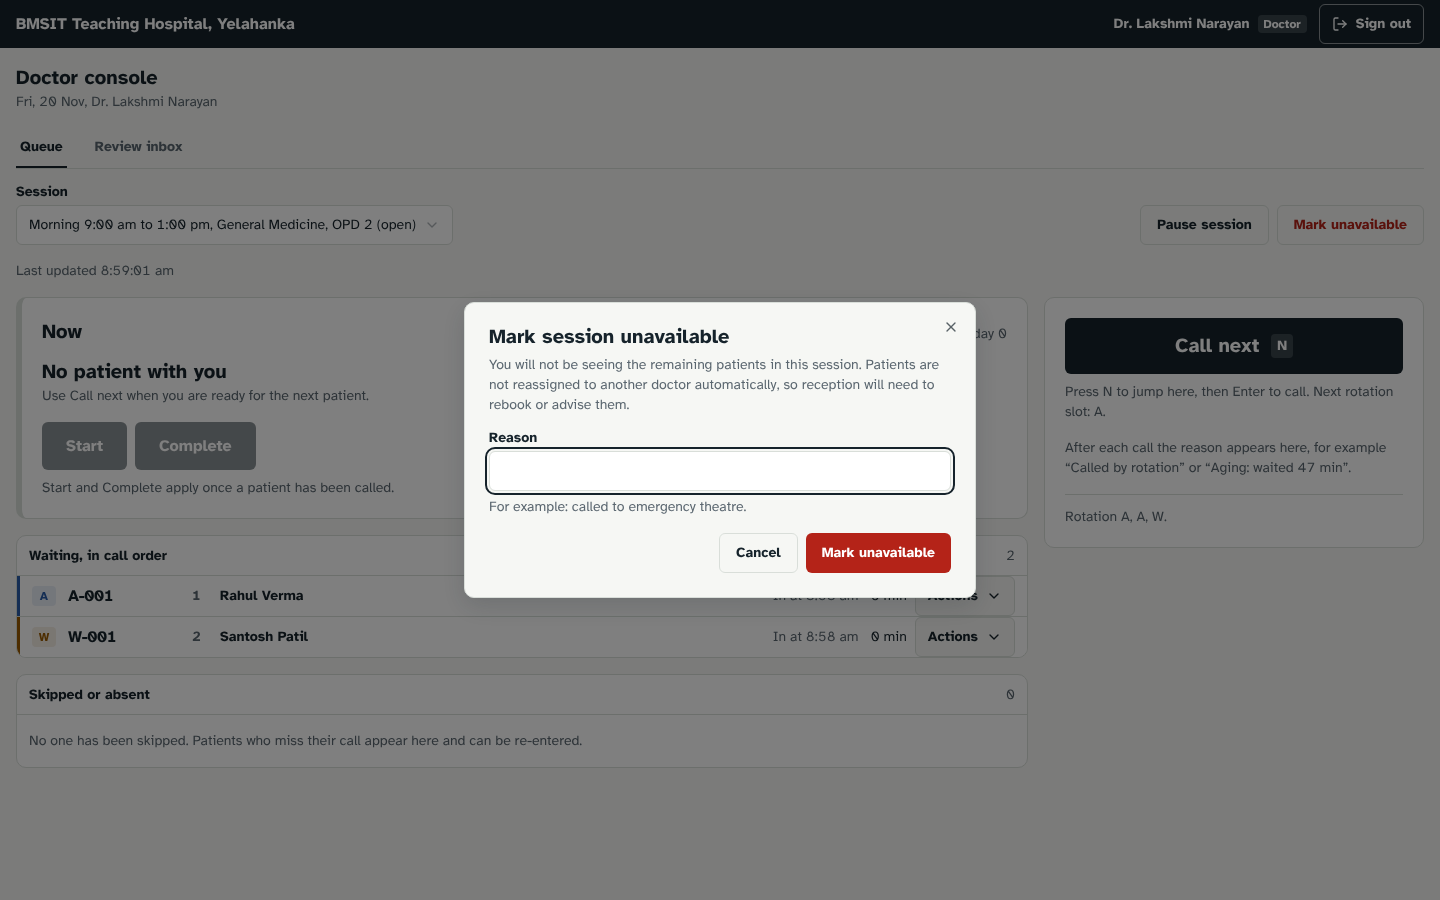 BMSIT Teaching Hospital, Yelahanka
Dr. Lakshmi Narayan Doctor Sign out
Doctor console
Fri, 20 Nov, Dr. Lakshmi Narayan
Queue Review inbox
Session
Morning 9:00 am to 1:00 pm, General Medicine, OPD 2 (open)
Pause session Mark unavailable
Last updated 8:59:01 am
Now
day 0
No patient with you
Use Call next when you are ready for the next patient.
Start Complete
Start and Complete apply once a patient has been called.
Mark session unavailable
You will not be seeing the remaining patients in this session. Patients are
not reassigned to another doctor automatically, so reception will need to
rebook or advise them.
Reason
For example: called to emergency theatre.
Cancel Mark unavailable
Call next N
Press N to jump here, then Enter to call. Next rotation
slot: A.
After each call the reason appears here, for example
“Called by rotation” or “Aging: waited 47 min”.
Rotation A, A, W.
Waiting, in call order 2
A A-001 1 Rahul Verma 0 min Actions
W W-001 2 Santosh Patil In at 8:58 am 0 min Actions
Skipped or absent 0
No one has been skipped. Patients who miss their call appear here and can be re-entered.